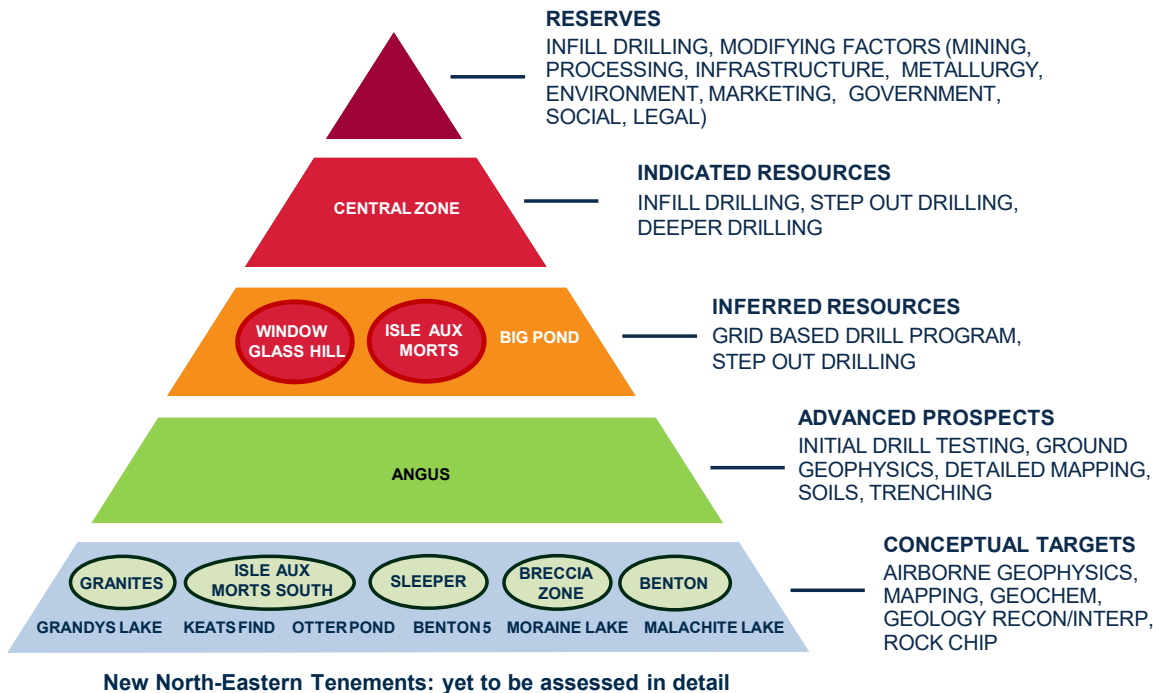 RESERVES
INFILL DRILLING, MODIFYING FACTORS (MINING,
PROCESSING, INFRASTRUCTURE, METALLURGY,
ENVIRONMENT, MARKETING, GOVERNMENT,
SOCIAL, LEGAL)
CENTRAL ZONE
INDICATED RESOURCES
INFILL DRILLING, STEP OUT DRILLING,
DEEPER DRILLING
WINDOW
GLASS HILL
ISLE AUX
MORTS
BIG POND
INFERRED RESOURCES
GRID BASED DRILL PROGRAM,
STEP OUT DRILLING
ANGUS
ADVANCED PROSPECTS
INITIAL DRILL TESTING, GROUND
GEOPHYSICS, DETAILED MAPPING,
SOILS, TRENCHING
GRANITES
ISLE AUX
MORTS SOUTH
SLEEPER
BRECCIA
ZONE
BENTON
GRANDYS LAKE KEATS FIND OTTER POND BENTON 5 MORAINE LAKE MALACHITE LAKE
CONCEPTUAL TARGETS
AIRBORNE GEOPHYSICS,
MAPPING, GEOCHEM,
GEOLOGY RECON/INTERP,
ROCK CHIP
New North-Eastern Tenements: yet to be assessed in detail